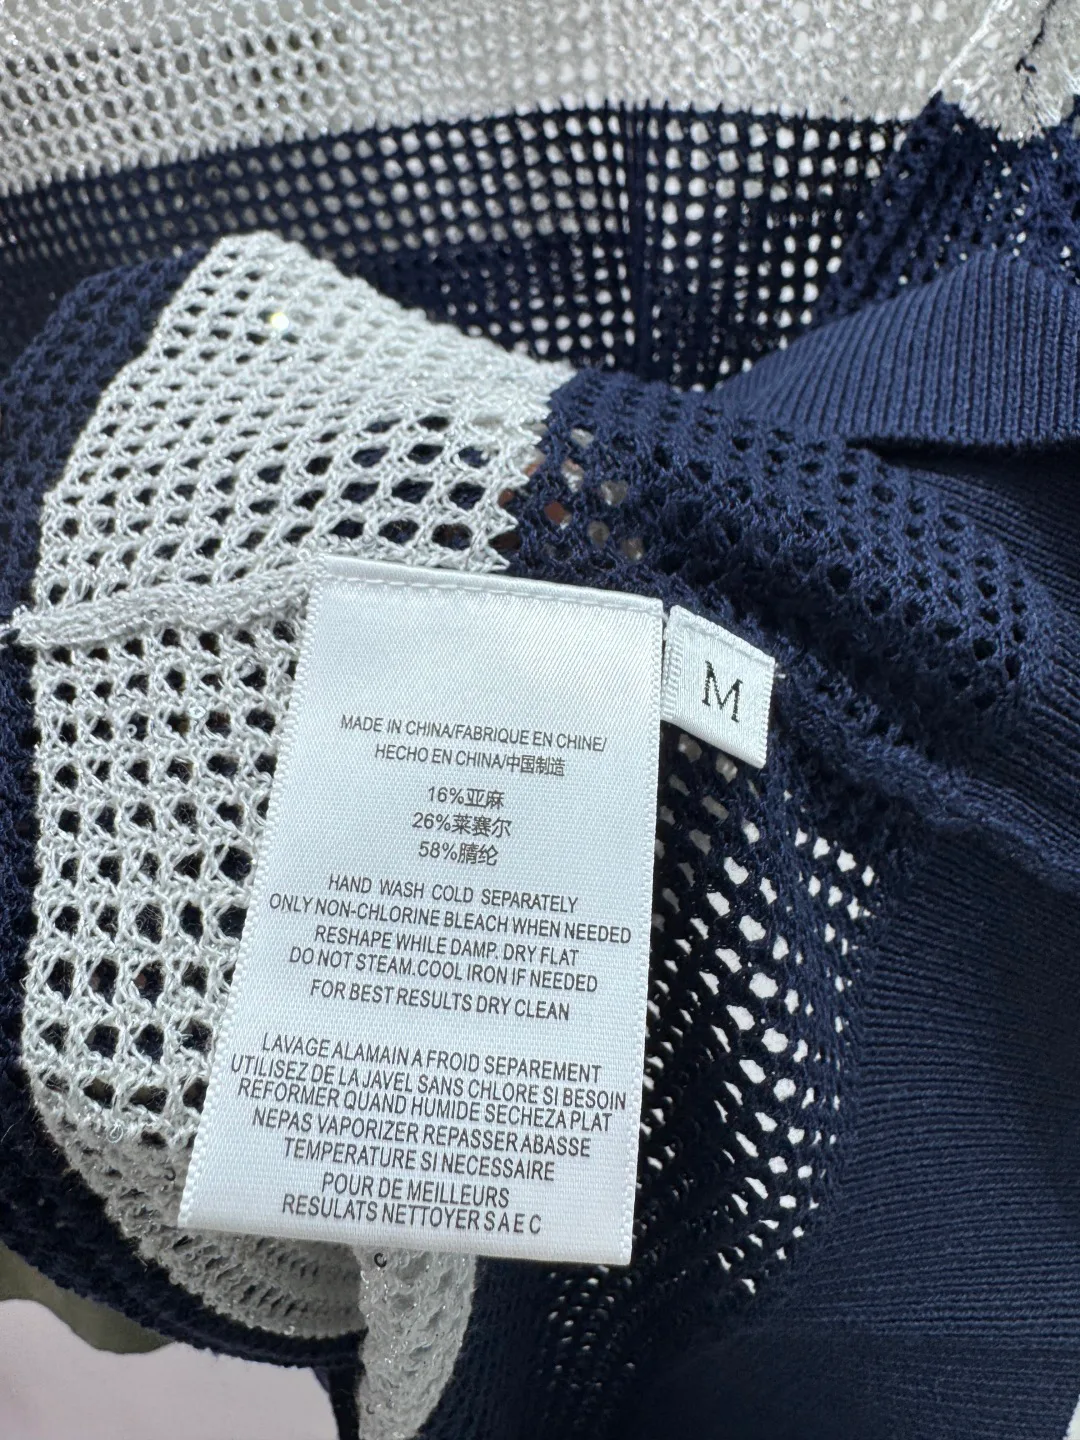 MADE IN CHINA/FABRIQUE EN CHINE/
HECHO EN CHINA/中国制造
16%亚麻
26%莱赛尔
58%腈纶
HAND WASH COLD SEPARATELY
ONLY NON-CHLORINE BLEACH WHEN NEEDED
RESHAPE WHILE DAMP. DRY FLAT
DO NOT STEAM.COOL IRON IF NEEDED
FOR BEST RESULTS DRY CLEAN
LAVAGE ALAMAIN A FROID SEPAREMENT
UTILISEZ DE LA JAVEL SANS CHLORE SI BESOIN
REFORMER QUAND HUMIDE SECHEZA PLAT
NEPAS VAPORIZER REPASSER ABASSE
TEMPERATURE SI NECESSAIRE
POUR DE MEILLEURS
RESULATS NETTOYER S A E C
M